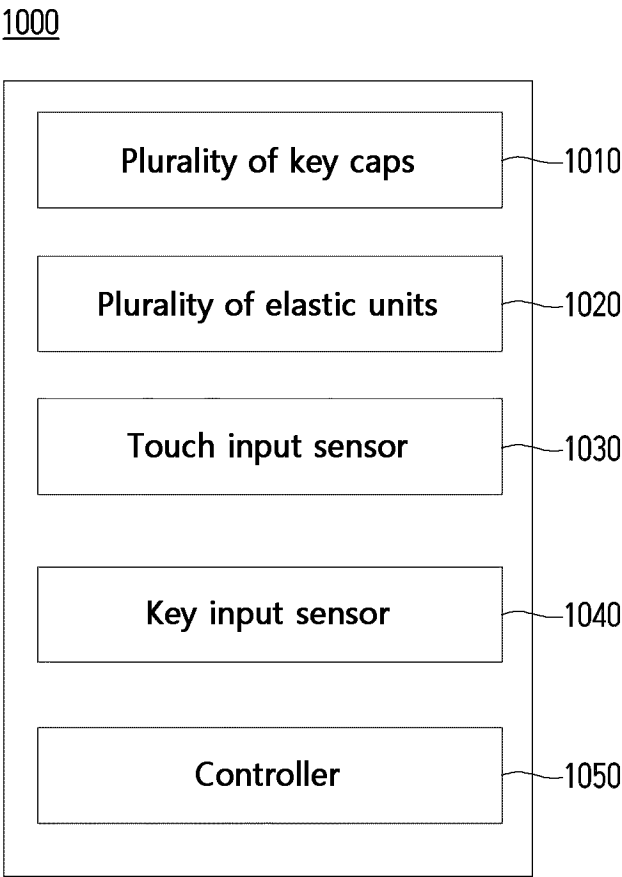 1000
Plurality of key caps 1010
Plurality of elastic units 1020
Touch input sensor 1030
Key input sensor 1040
Controller 1050